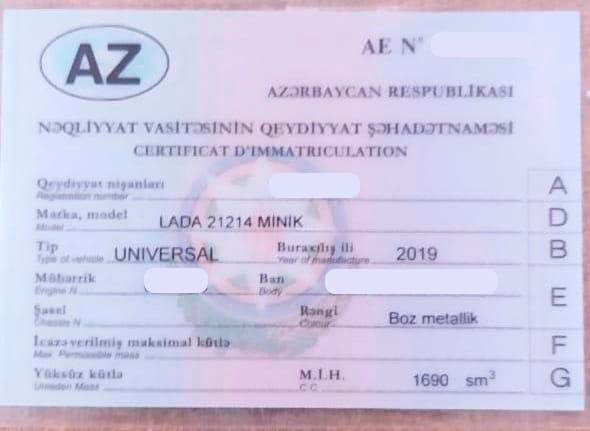 AZ
AE N°
AZƏRBAYCAN RESPUBLİKASI
NƏQLİYYAT VASİTƏSİNİN QEYDİYYAT ŞƏHADƏTNAMƏSİ
CERTIFICAT D'IMMATRICULATION
Qeydiyyat nişanları A
Registration number
Marka, model LADA 21214 MINIK D
Model
Tip UNIVERSAL Buraxılış ili 2019 B
Type of vehicle Year of manufacture
Mühərrik Ban E
Engine N Body
Şassi Rəngi Boz metallik
Chassis N Colour
İcazə verilmiş maksimal kütlə F
Max. Permissible mass
Yüksüz kütlə M.İ.H. 1690 sm³ G
Unladen Mass C C